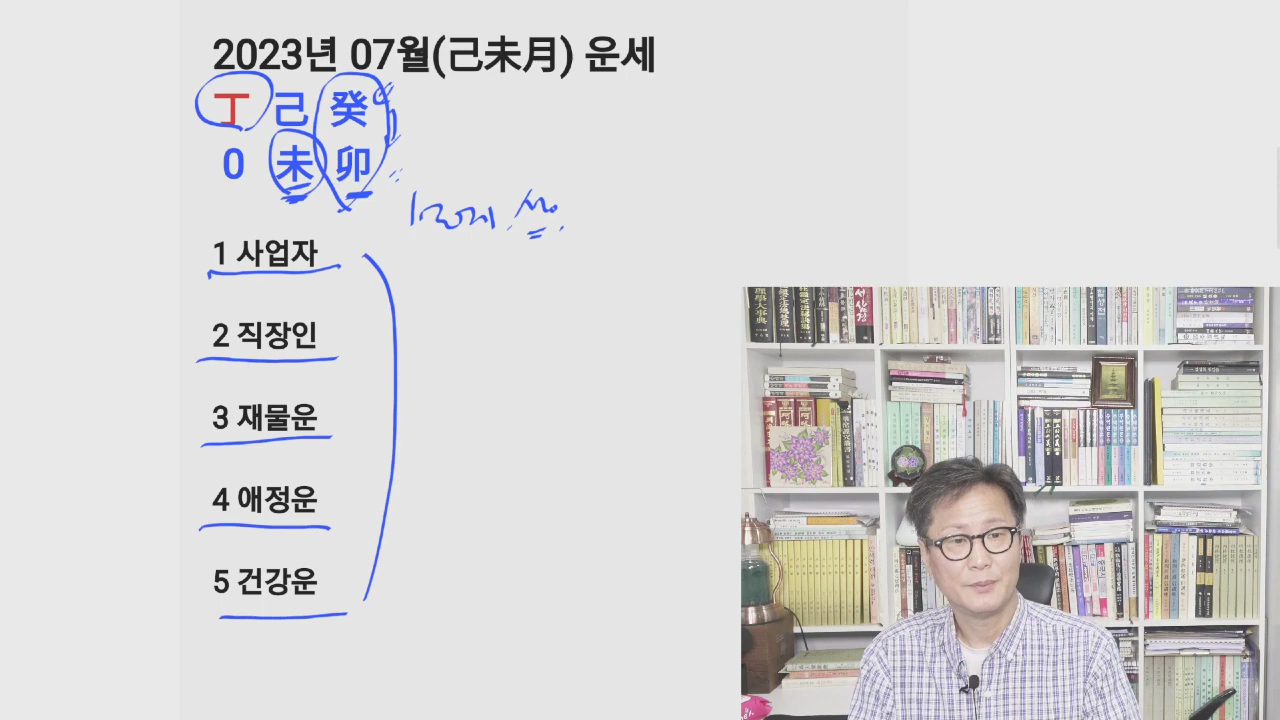 2023년 07월(己未月) 운세
丁 己 癸
0 未 卯
1 사업자
2 직장인
3 재물운
4 애정운
5 건강운